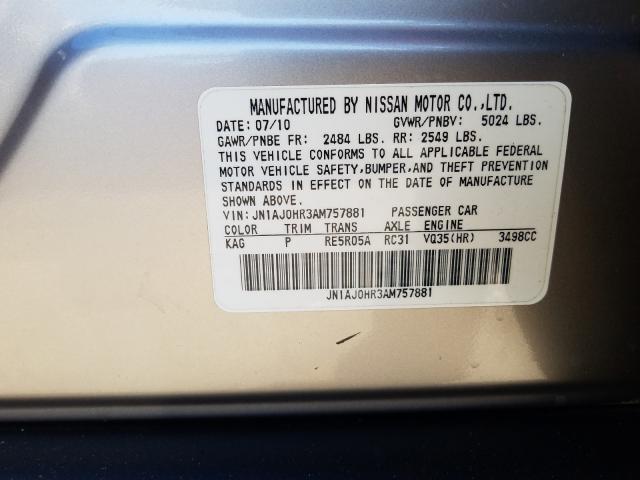 MANUFACTURED BY NISSAN MOTOR CO.,LTD.
DATE: 07/10 GVWR/PNBV: 5024 LBS.
GAWR/PNBE FR: 2484 LBS. RR: 2549 LBS.
THIS VEHICLE CONFORMS TO ALL APPLICABLE FEDERAL
MOTOR VEHICLE SAFETY,BUMPER,AND THEFT PREVENTION
STANDARDS IN EFFECT ON THE DATE OF MANUFACTURE
SHOWN ABOVE.
VIN: JN1AJ0HR3AM757881 PASSENGER CAR
COLOR TRIM TRANS AXLE ENGINE
KAG P RE5R05A RC31 VQ35(HR) 3498CC
JN1AJ0HR3AM757881